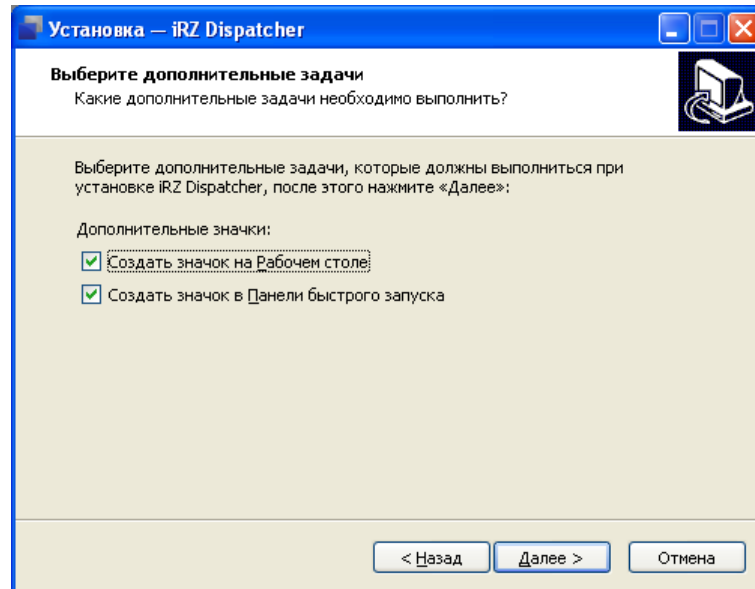 Установка — iRZ Dispatcher
Выберите дополнительные задачи
Какие дополнительные задачи необходимо выполнить?
Выберите дополнительные задачи, которые должны выполниться при
установке iRZ Dispatcher, после этого нажмите «Далее»:
Дополнительные значки:
Создать значок на Рабочем столе
Создать значок в Панели быстрого запуска
< Назад Далее > Отмена